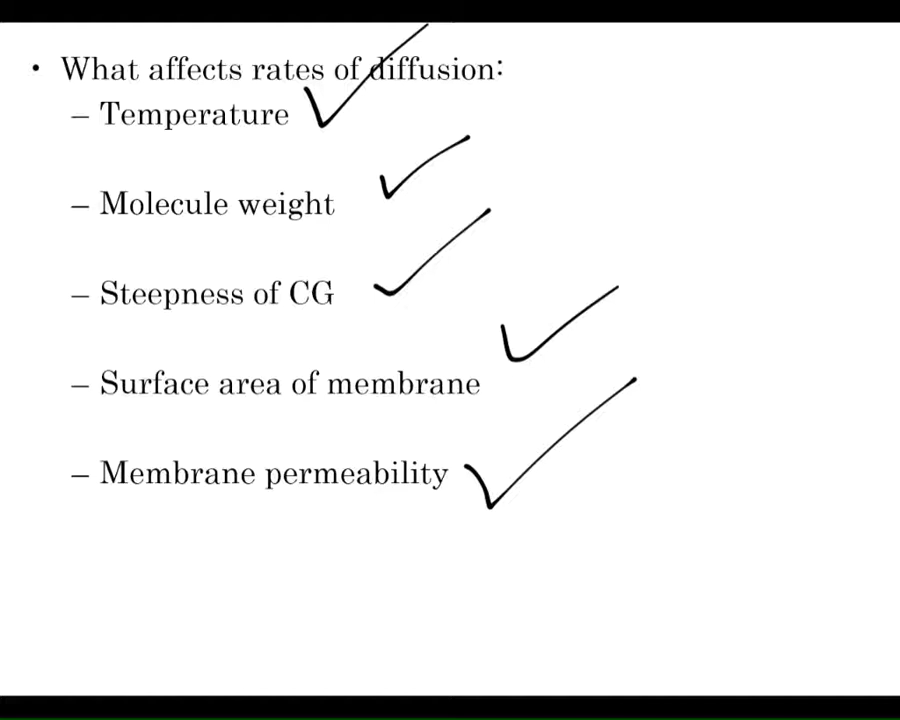 • What affects rates of diffusion:
– Temperature
– Molecule weight
– Steepness of CG
– Surface area of membrane
– Membrane permeability